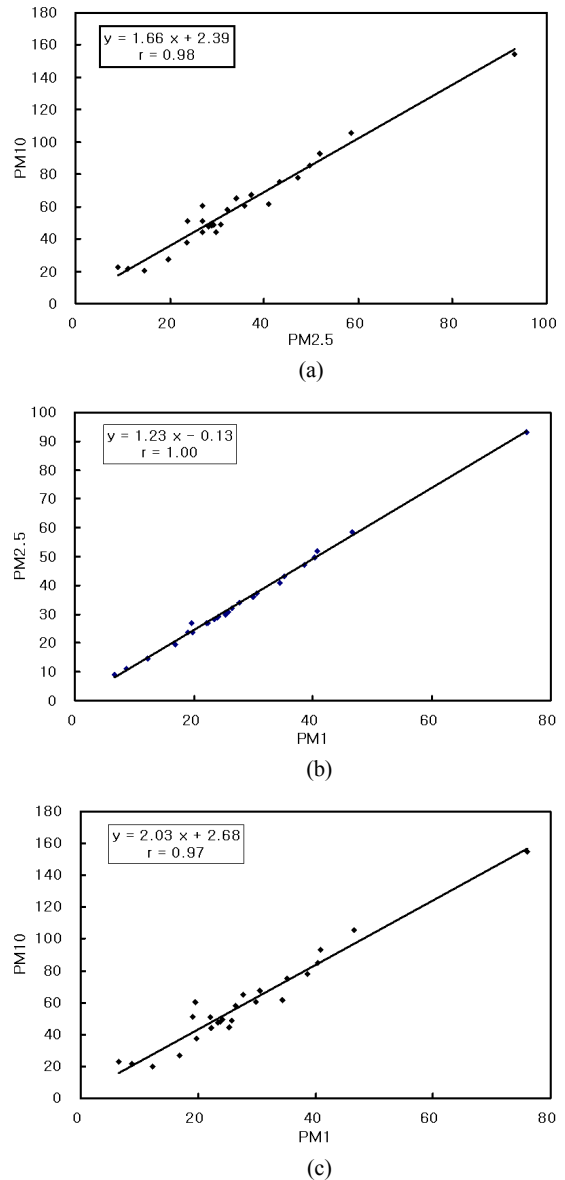 y = 1.66 x + 2.39
r = 0.98
PM10
180
160
140
120
100
80
60
40
20
0
0 20 40 60 80 100
PM2.5
(a)
y = 1.23 x − 0.13
r = 1.00
PM2.5
100
90
80
70
60
50
40
30
20
10
0
0 20 40 60 80
PM1
(b)
y = 2.03 x + 2.68
r = 0.97
PM10
180
160
140
120
100
80
60
40
20
0
0 20 40 60 80
PM1
(c)